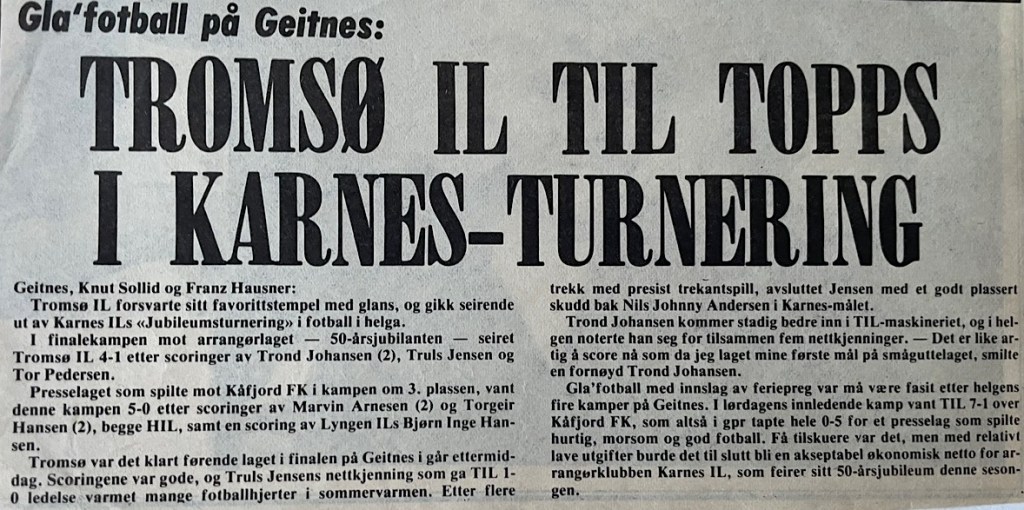 Gla'fotball på Geitnes:
TROMSØ IL TIL TOPPS
I KARNES-TURNERING
Geitnes, Knut Sollid og Franz Hausner:
Tromsø IL forsvarte sitt favorittstempel med glans, og gikk seirende
ut av Karnes ILs «Jubileumsturnering» i fotball i helga.
I finalekampen mot arrangørlaget — 50-årsjubilanten — seiret
Tromsø IL 4-1 etter scoringer av Trond Johansen (2), Truls Jensen og
Tor Pedersen.
Presselaget som spilte mot Kåfjord FK i kampen om 3. plassen, vant
denne kampen 5-0 etter scoringer av Marvin Arnesen (2) og Torgeir
Hansen (2), begge HIL, samt en scoring av Lyngen ILs Bjørn Inge Han-
sen.
Tromsø var det klart førende laget i finalen på Geitnes i går ettermid-
dag. Scoringene var gode, og Truls Jensens nettkjenning som ga TIL 1-
0 ledelse varmet mange fotballhjerter i sommervarmen. Etter flere
trekk med presist trekantspill, avsluttet Jensen med et godt plassert
skudd bak Nils Johnny Andersen i Karnes-målet.
Trond Johansen kommer stadig bedre inn i TIL-maskineriet, og i hel-
gen noterte han seg for tilsammen fem nettkjenninger. — Det er like ar-
tig å score nå som da jeg laget mine første mål på småguttelaget, smilte
en fornøyd Trond Johansen.
Gla'fotball med innslag av feriepreg var må være fasit etter helgens
fire kamper på Geitnes. I lørdagens innledende kamp vant TIL 7-1 over
Kåfjord FK, som altså i gpr tapte hele 0-5 for et presselag som spilte
hurtig, morsom og god fotball. Få tilskuere var det, men med relativt
lave utgifter burde det til slutt bli en akseptabel økonomisk netto for ar-
rangørklubben Karnes IL, som feirer sitt 50-årsjubileum denne seson-
gen.